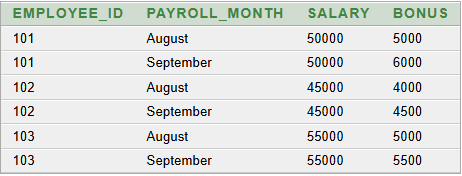 EMPLOYEE_ID PAYROLL_MONTH SALARY BONUS
101 August 50000 5000
101 September 50000 6000
102 August 45000 4000
102 September 45000 4500
103 August 55000 5000
103 September 55000 5500